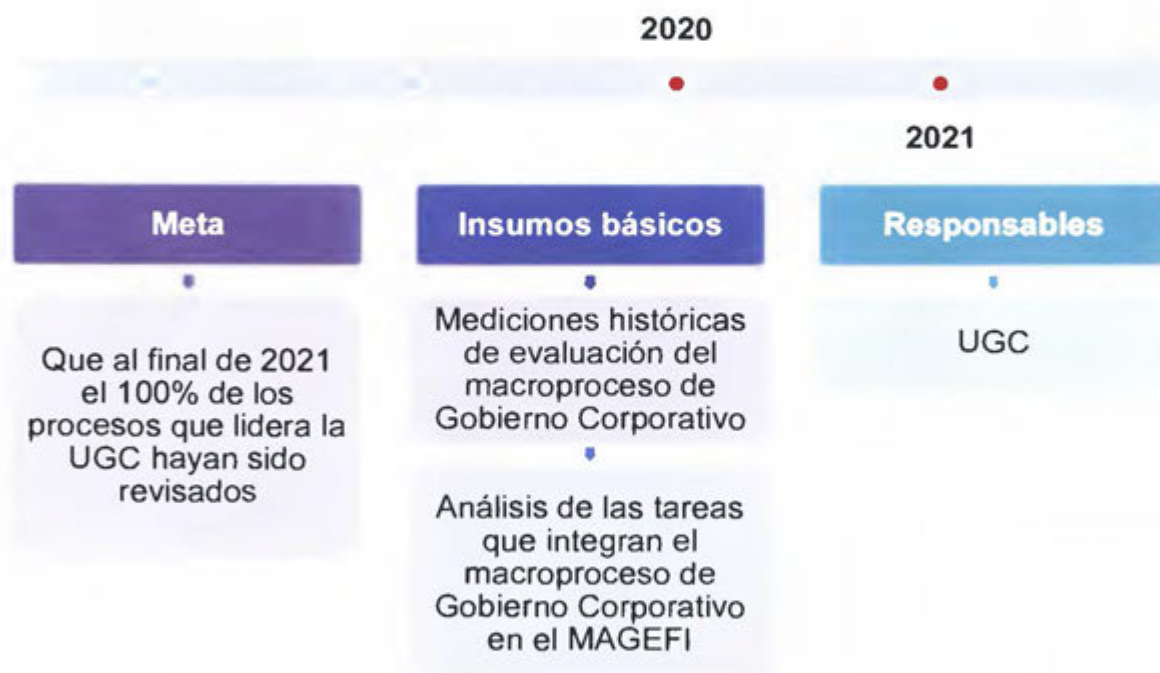 2020
2021
Meta
Que al final de 2021
el 100% de los
procesos que lidera la
UGC hayan sido
revisados
Insumos básicos
Mediciones históricas
de evaluación del
macroproceso de
Gobierno Corporativo
Análisis de las tareas
que integran el
macroproceso de
Gobierno Corporativo
en el MAGEFI
Responsables
UGC